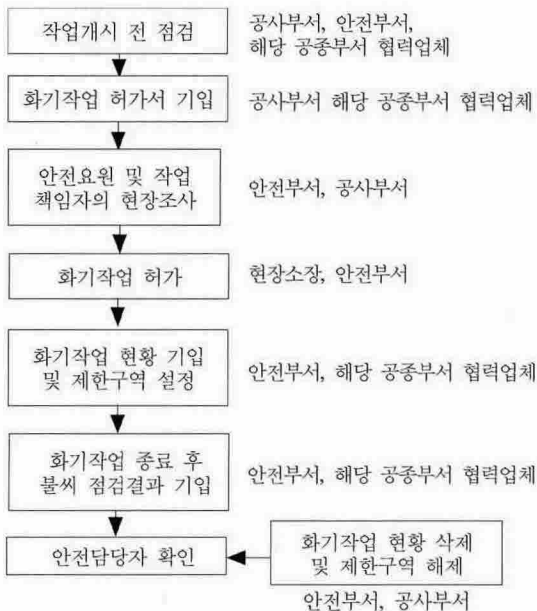 작업개시 전 점검
공사부서, 안전부서,
해당 공종부서 협력업체
화기작업 허가서 기입
공사부서 해당 공종부서 협력업체
안전요원 및 작업
책임자의 현장조사
안전부서, 공사부서
화기작업 허가
현장소장, 안전부서
화기작업 현황 기입
및 제한구역 설정
안전부서, 해당 공종부서 협력업체
화기작업 종료 후
불씨 점검결과 기입
안전부서, 해당 공종부서 협력업체
안전담당자 확인
화기작업 현황 삭제
및 제한구역 해제
안전부서, 공사부서